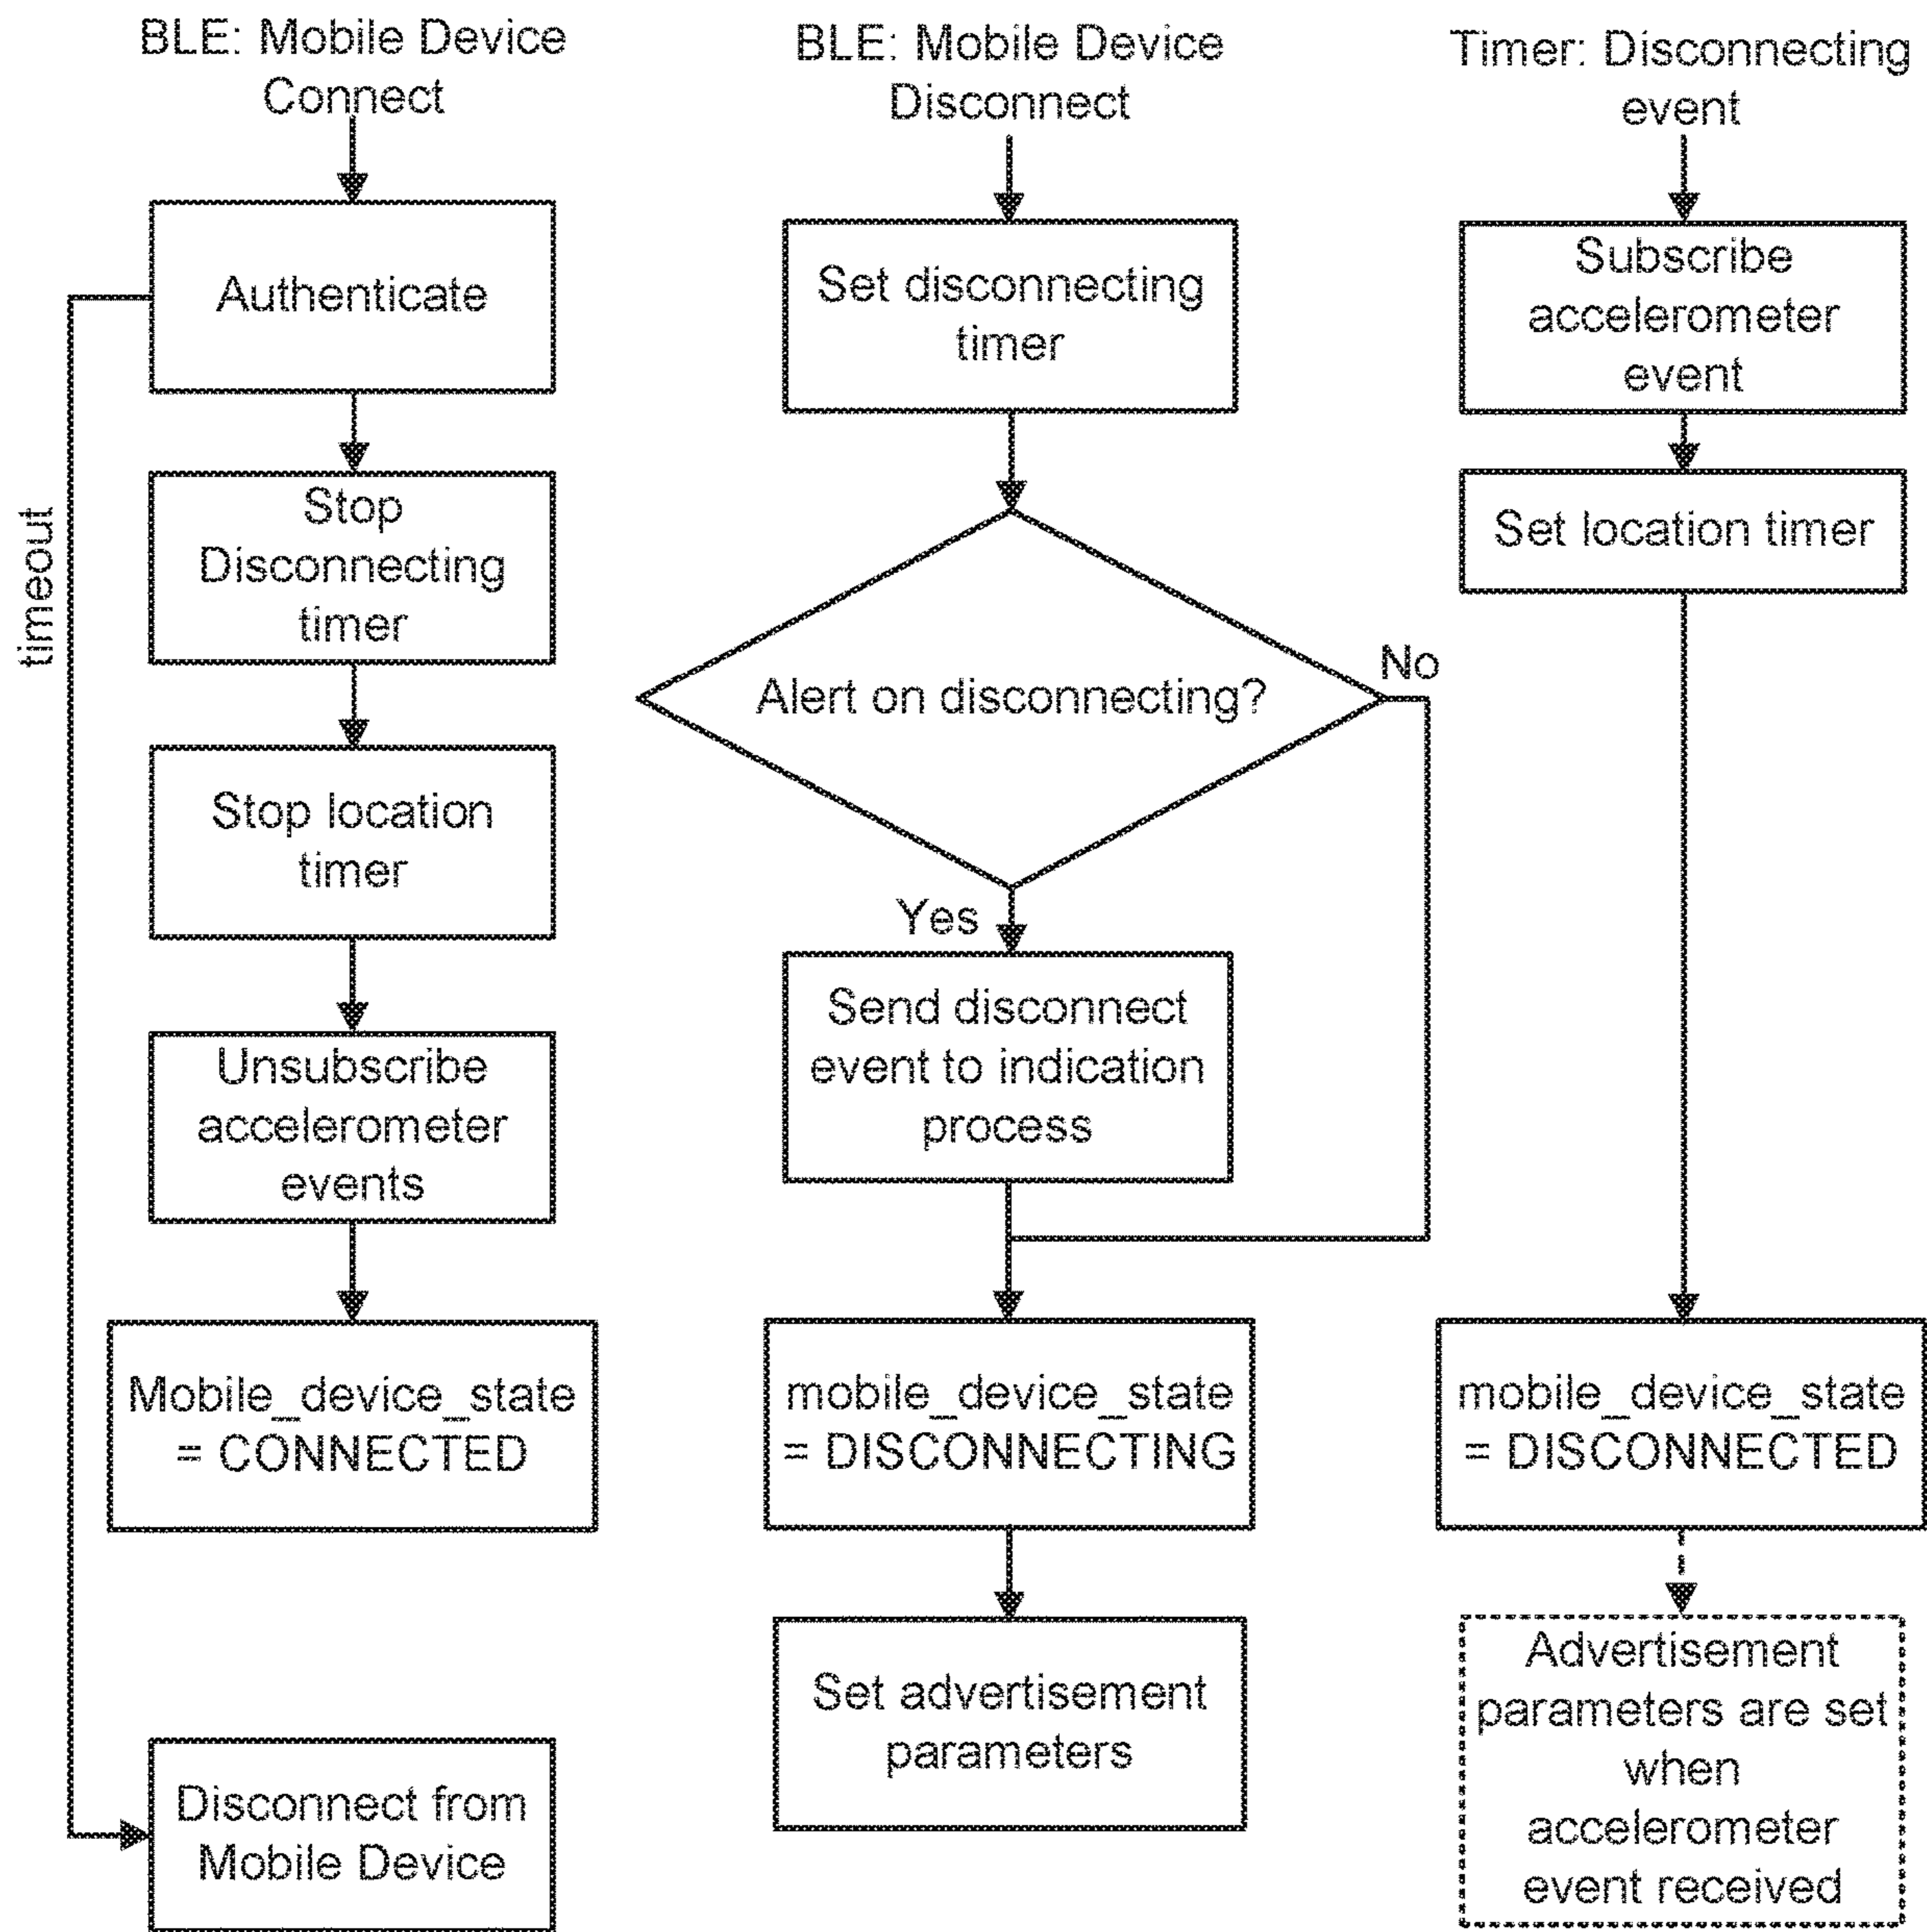 BLE: Mobile Device
Connect
Authenticate
timeout
Stop
Disconnecting
timer
Stop location
timer
Unsubscribe
accelerometer
events
Mobile_device_state
= CONNECTED
Disconnect from
Mobile Device
BLE: Mobile Device
Disconnect
Set disconnecting
timer
Alert on disconnecting?
No
Yes
Send disconnect
event to indication
process
mobile_device_state
= DISCONNECTING
Set advertisement
parameters
Timer: Disconnecting
event
Subscribe
accelerometer
event
Set location timer
mobile_device_state
= DISCONNECTED
Advertisement
parameters are set
when
accelerometer
event received